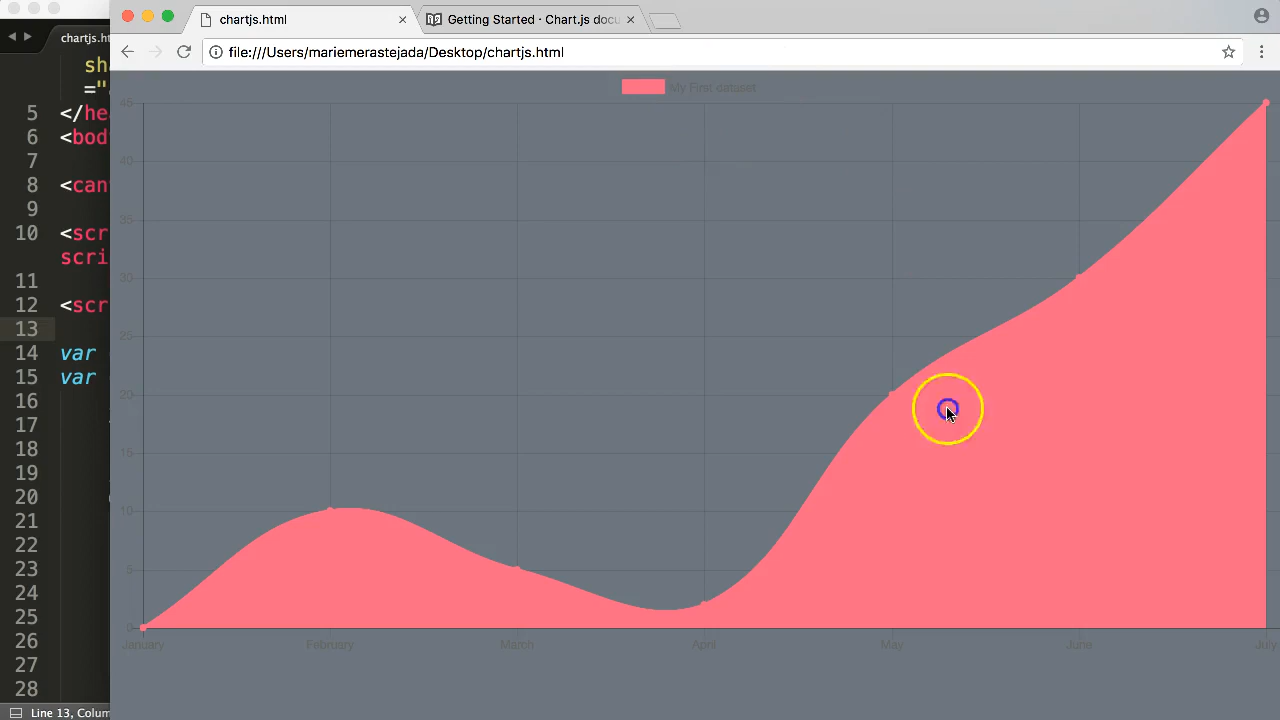 chartjs.ht
chartjs.html
Getting Started · Chart.js docu
file:///Users/mariemerastejada/Desktop/chartjs.html
sha
="
5 </he
6 <bod
7
8 <can
9
10 <scr
scri
11
12 <scr
13
14 var
15 var
16
17
18
19
20
21
22
23
24
25
26
27
28
Line 13, Colum
My First dataset
45
40
35
30
25
20
15
10
5
0
January February March April May June July